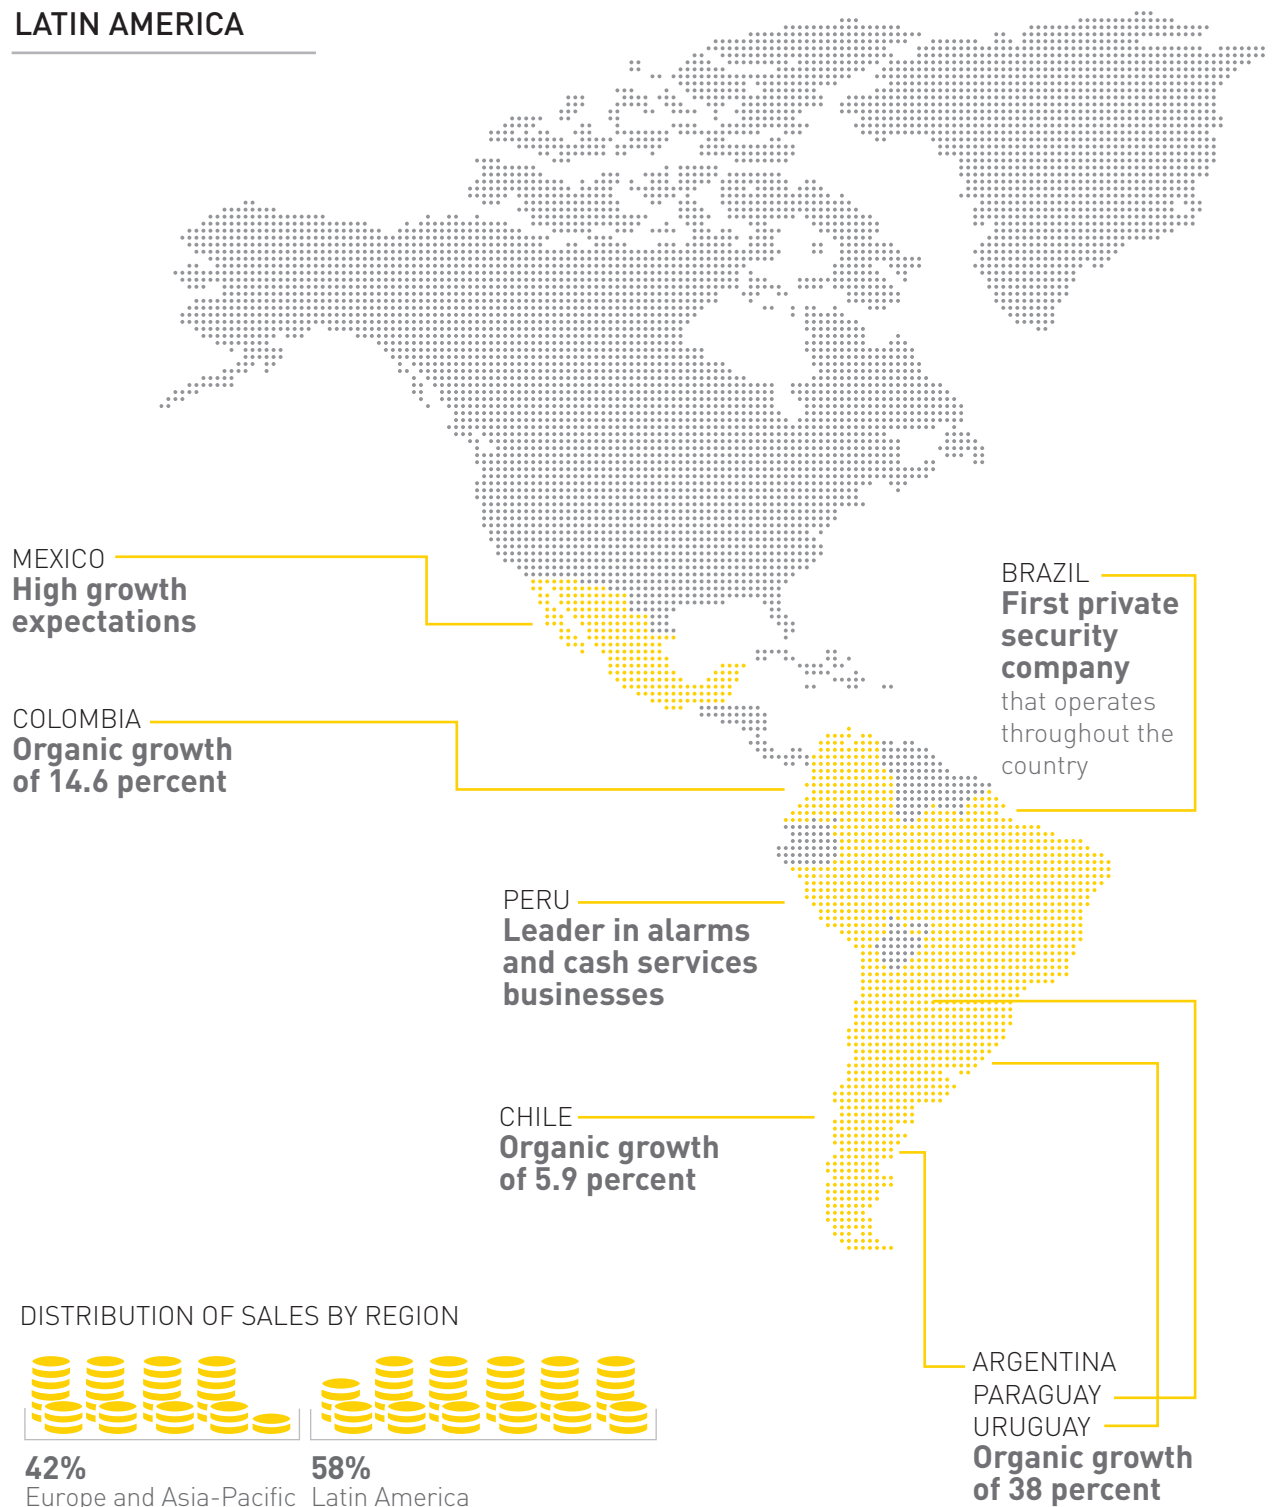 LATIN AMERICA
MEXICO
High growth
expectations
COLOMBIA
Organic growth
of 14.6 percent
BRAZIL
First private
security
company
that operates
throughout the
country
PERU
Leader in alarms
and cash services
businesses
CHILE
Organic growth
of 5.9 percent
DISTRIBUTION OF SALES BY REGION
42%
Europe and Asia-Pacific
58%
Latin America
ARGENTINA
PARAGUAY
URUGUAY
Organic growth
of 38 percent